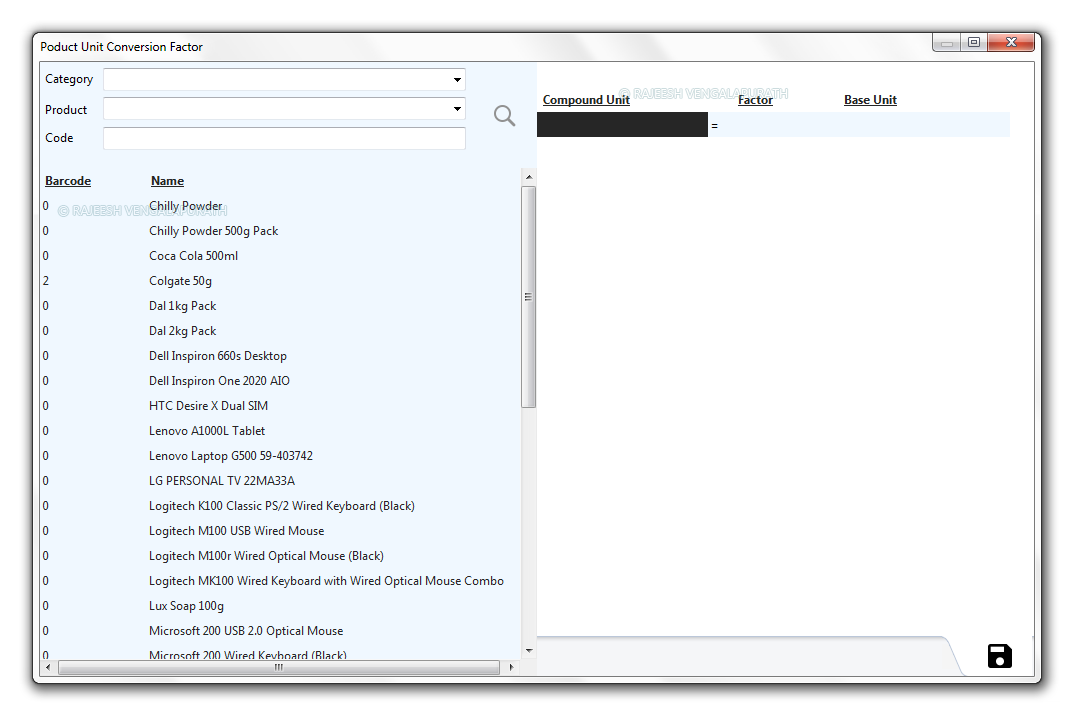 Poduct Unit Conversion Factor
Category
Product
Code
© RAJEESH VENGALAPURATH
Compound Unit Factor Base Unit
=
Barcode Name
0 Chilly Powder
© RAJEESH VENGALAPURATH
0 Chilly Powder 500g Pack
0 Coca Cola 500ml
2 Colgate 50g
0 Dal 1kg Pack
0 Dal 2kg Pack
0 Dell Inspiron 660s Desktop
0 Dell Inspiron One 2020 AIO
0 HTC Desire X Dual SIM
0 Lenovo A1000L Tablet
0 Lenovo Laptop G500 59-403742
0 LG PERSONAL TV 22MA33A
0 Logitech K100 Classic PS/2 Wired Keyboard (Black)
0 Logitech M100 USB Wired Mouse
0 Logitech M100r Wired Optical Mouse (Black)
0 Logitech MK100 Wired Keyboard with Wired Optical Mouse Combo
0 Lux Soap 100g
0 Microsoft 200 USB 2.0 Optical Mouse
0 Microsoft 200 Wired Keyboard (Black)